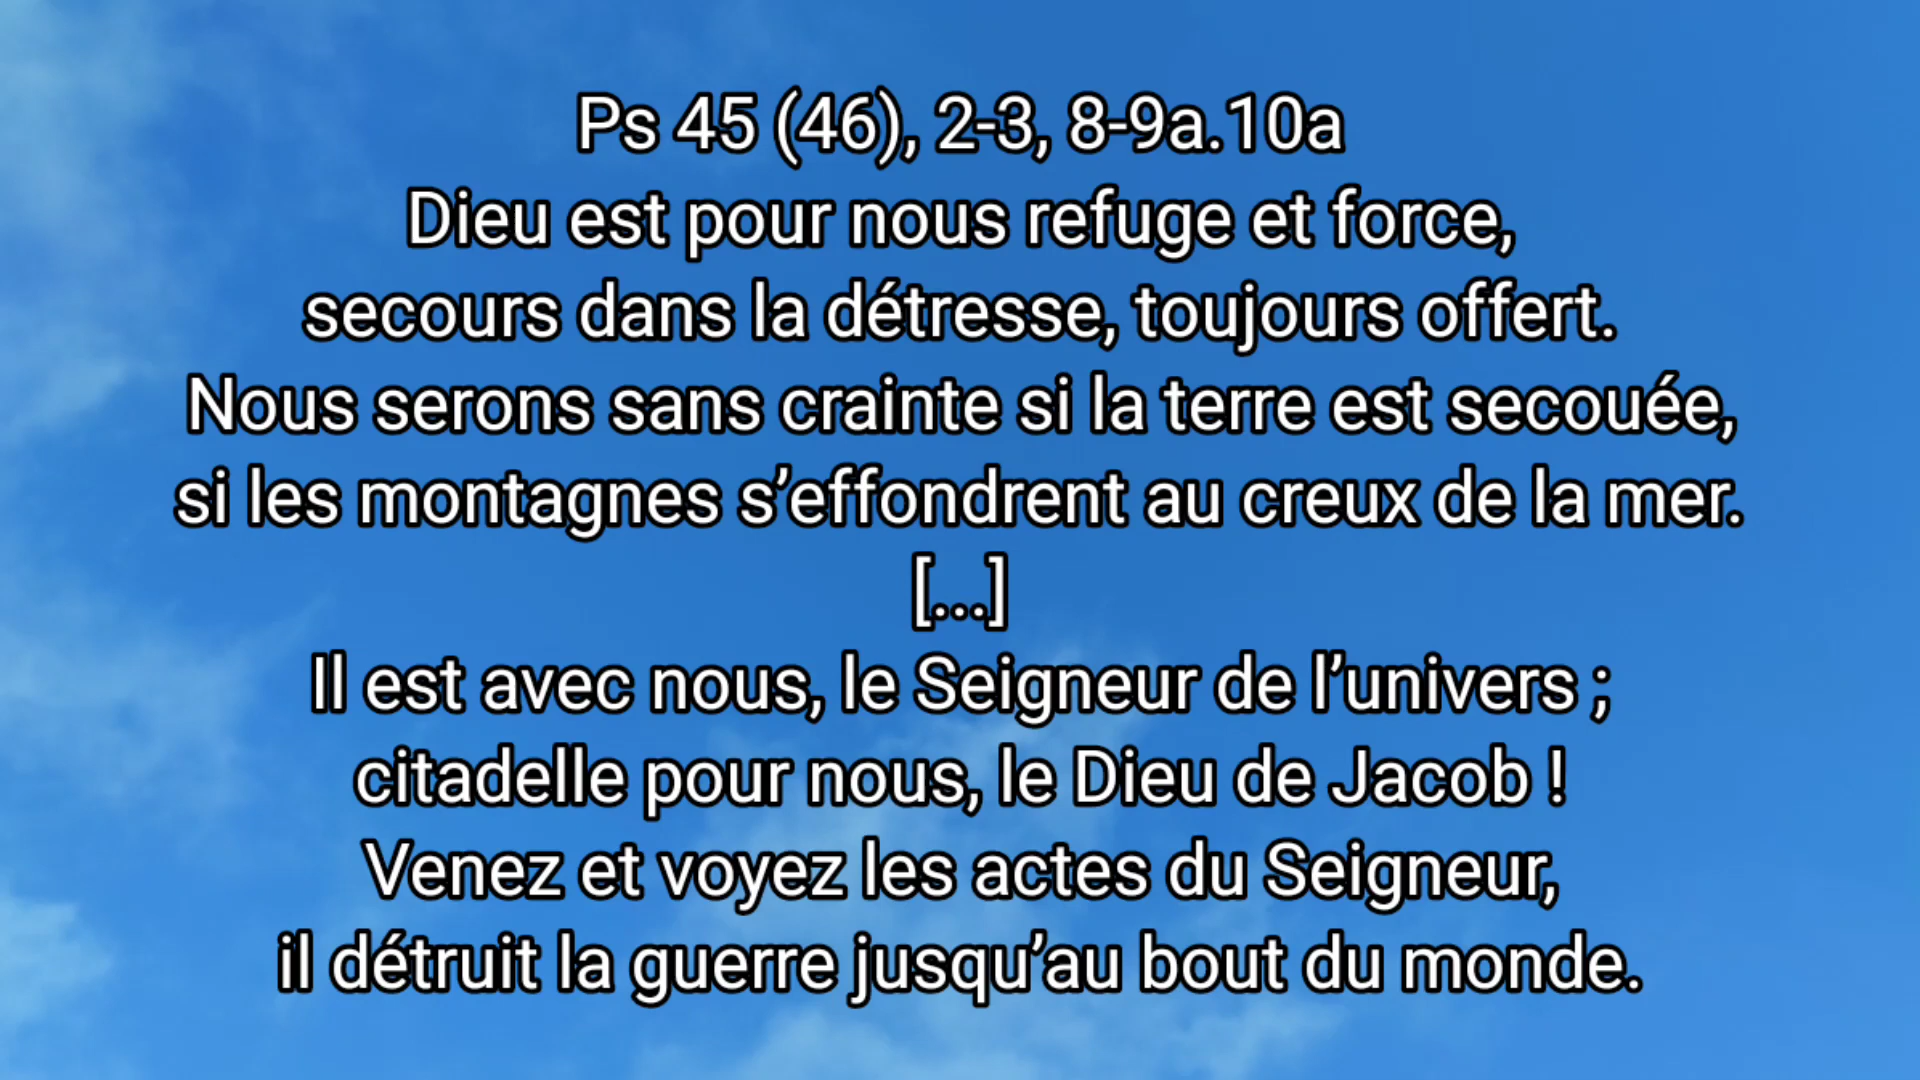 Ps 45 (46), 2-3, 8-9a.10a
Dieu est pour nous refuge et force,
secours dans la détresse, toujours offert.
Nous serons sans crainte si la terre est secouée,
si les montagnes s’effondrent au creux de la mer.
[...]
Il est avec nous, le Seigneur de l’univers ;
citadelle pour nous, le Dieu de Jacob !
Venez et voyez les actes du Seigneur,
il détruit la guerre jusqu’au bout du monde.